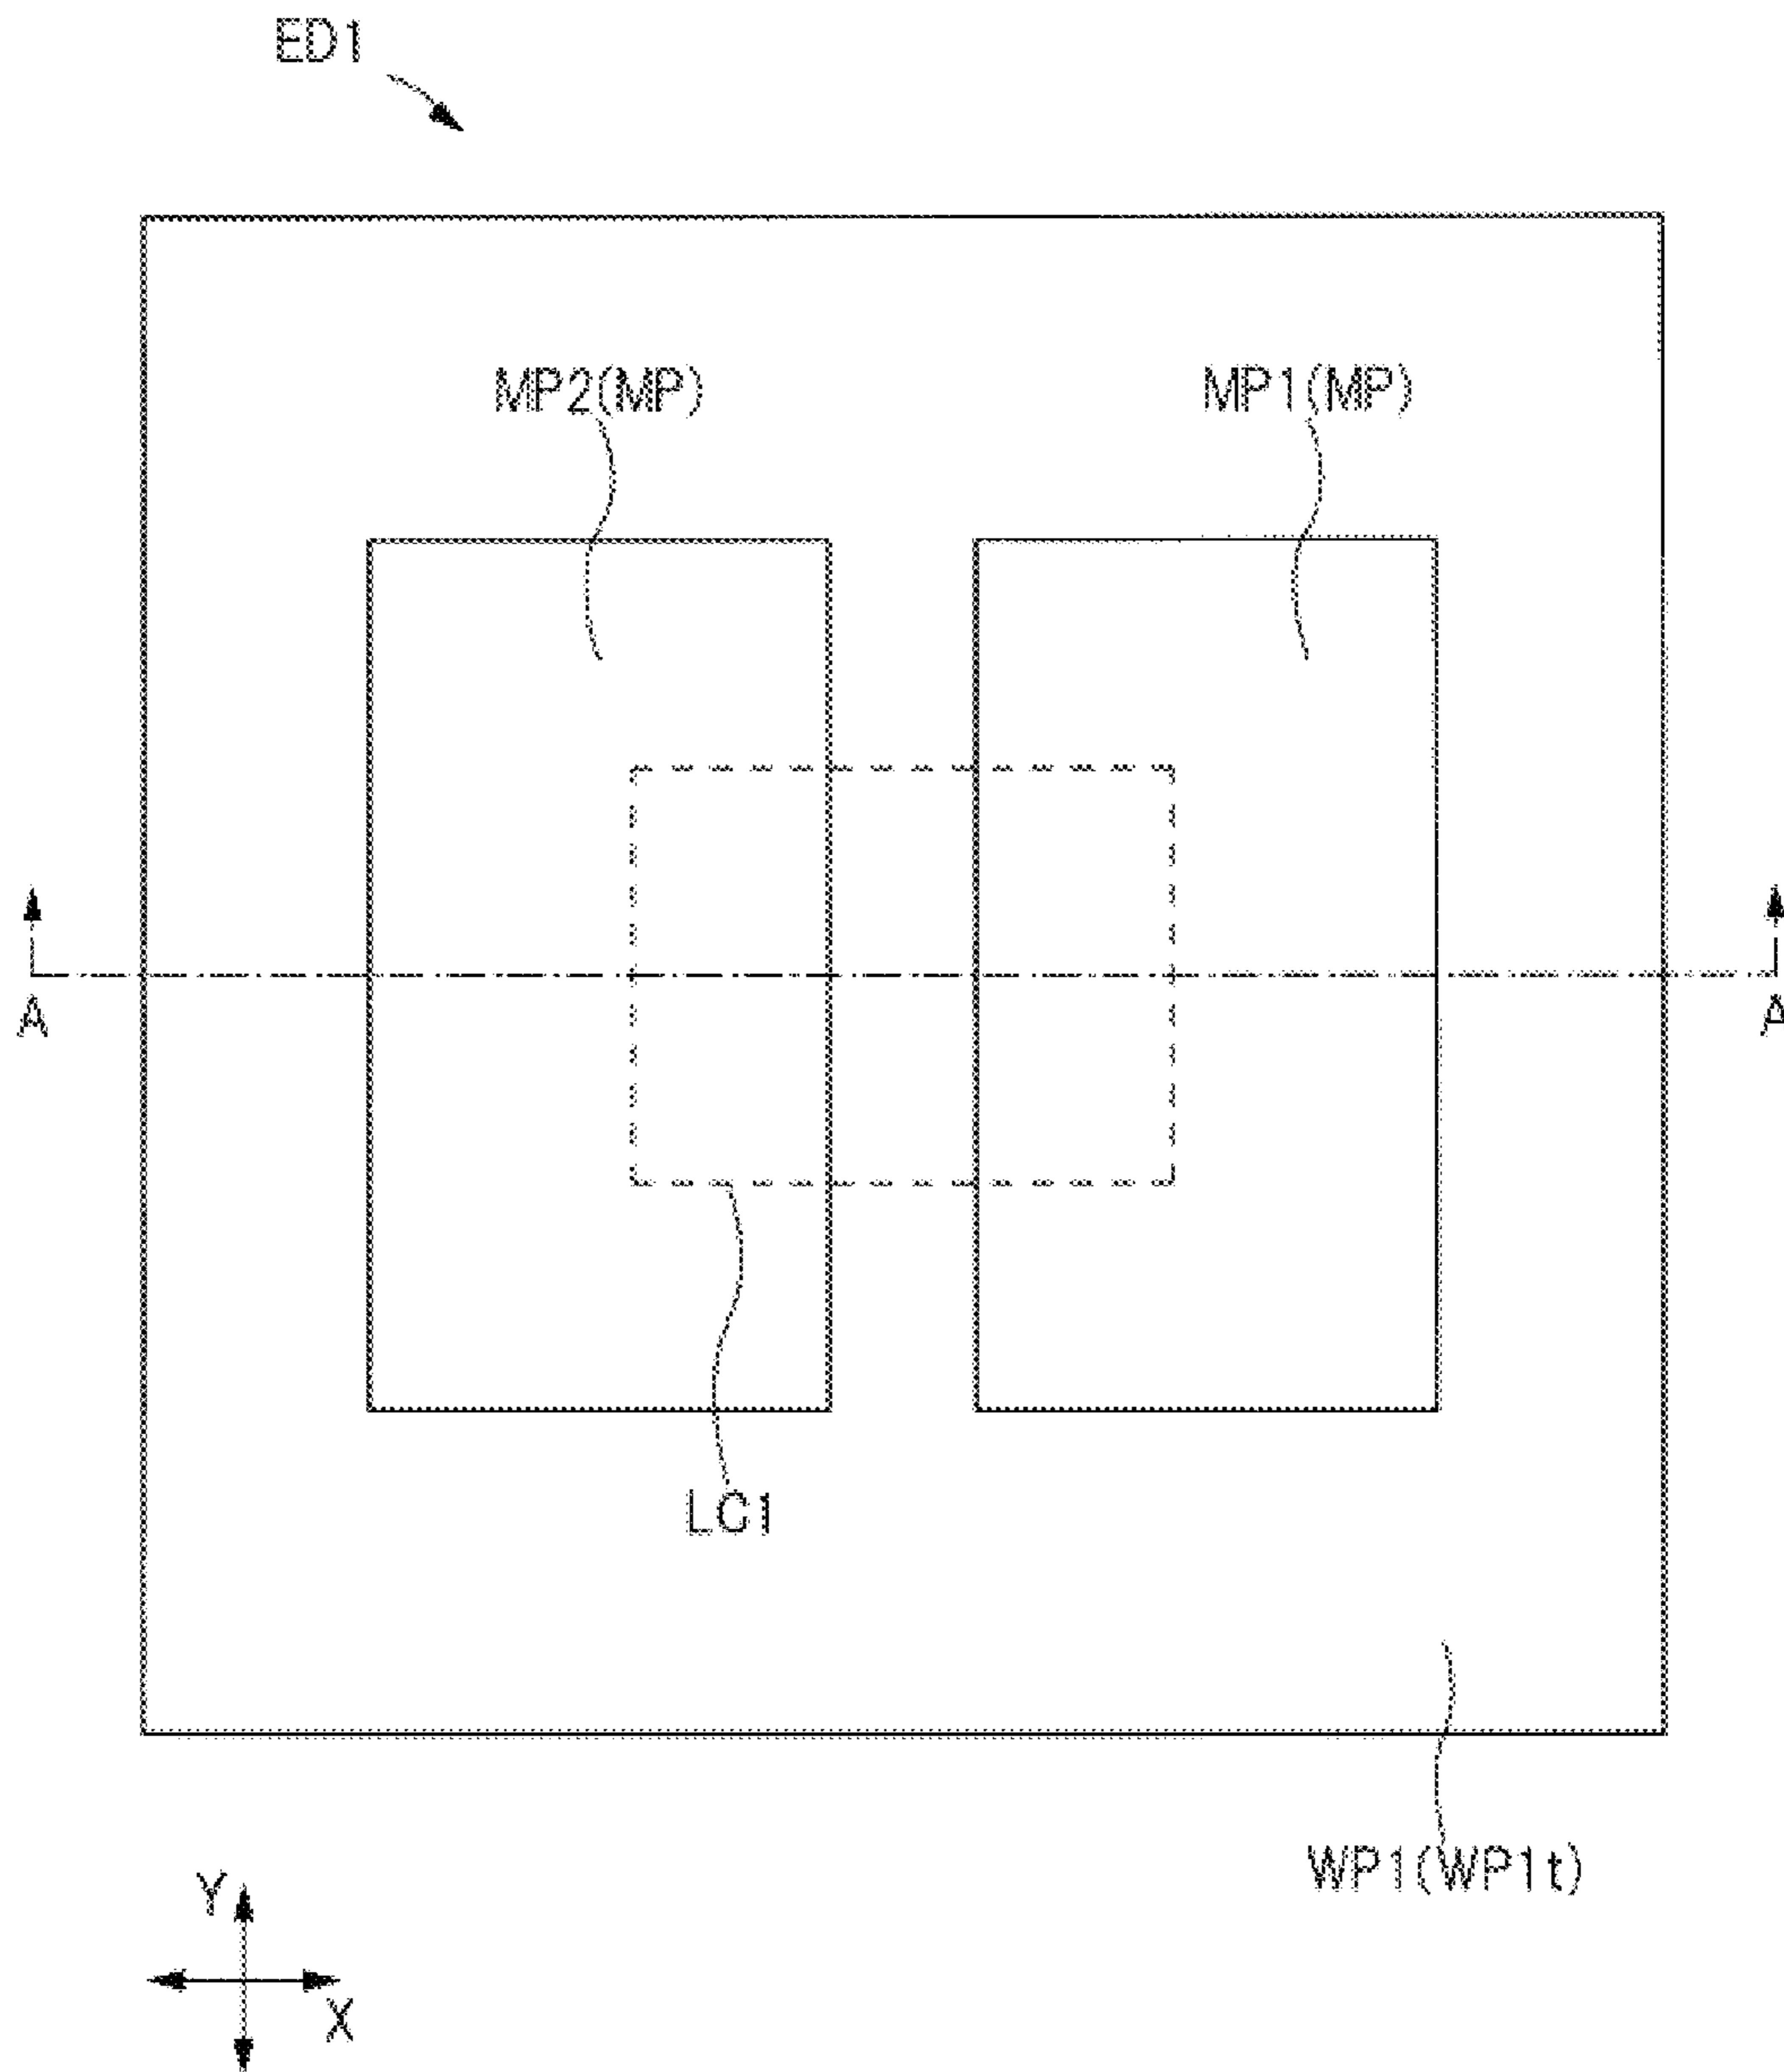 ED1
MP2(MP) MP1(MP)
A A
LC1
WP1(WP1t)
Y
X